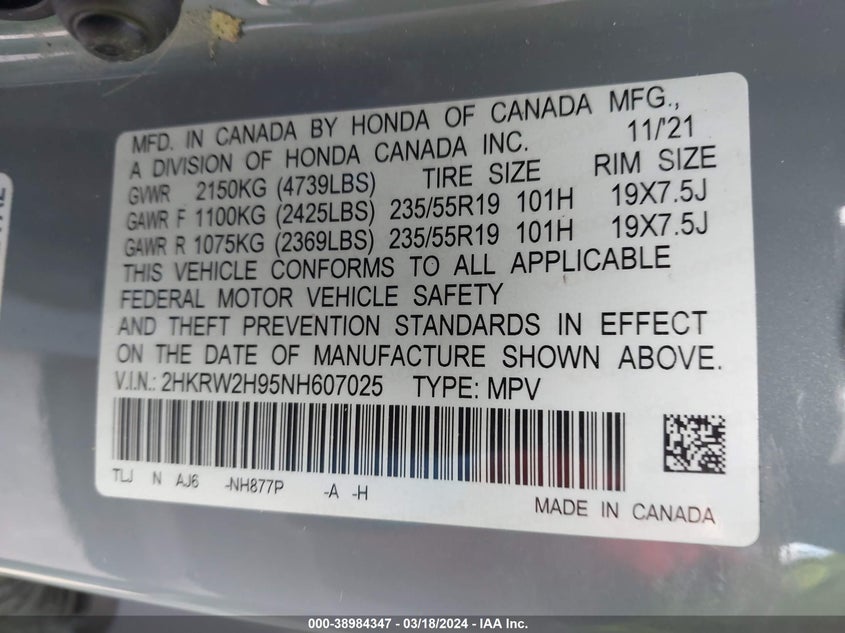 MFD. IN CANADA BY HONDA OF CANADA MFG.,
A DIVISION OF HONDA CANADA INC. 11/'21
GVWR 2150KG (4739LBS) TIRE SIZE RIM SIZE
GAWR F 1100KG (2425LBS) 235/55R19 101H 19X7.5J
GAWR R 1075KG (2369LBS) 235/55R19 101H 19X7.5J
THIS VEHICLE CONFORMS TO ALL APPLICABLE
FEDERAL MOTOR VEHICLE SAFETY
AND THEFT PREVENTION STANDARDS IN EFFECT
ON THE DATE OF MANUFACTURE SHOWN ABOVE.
V.I.N.: 2HKRW2H95NH607025 TYPE: MPV
TLJ N AJ6 -NH877P -A -H
MADE IN CANADA
000-38984347 - 03/18/2024 - IAA Inc.